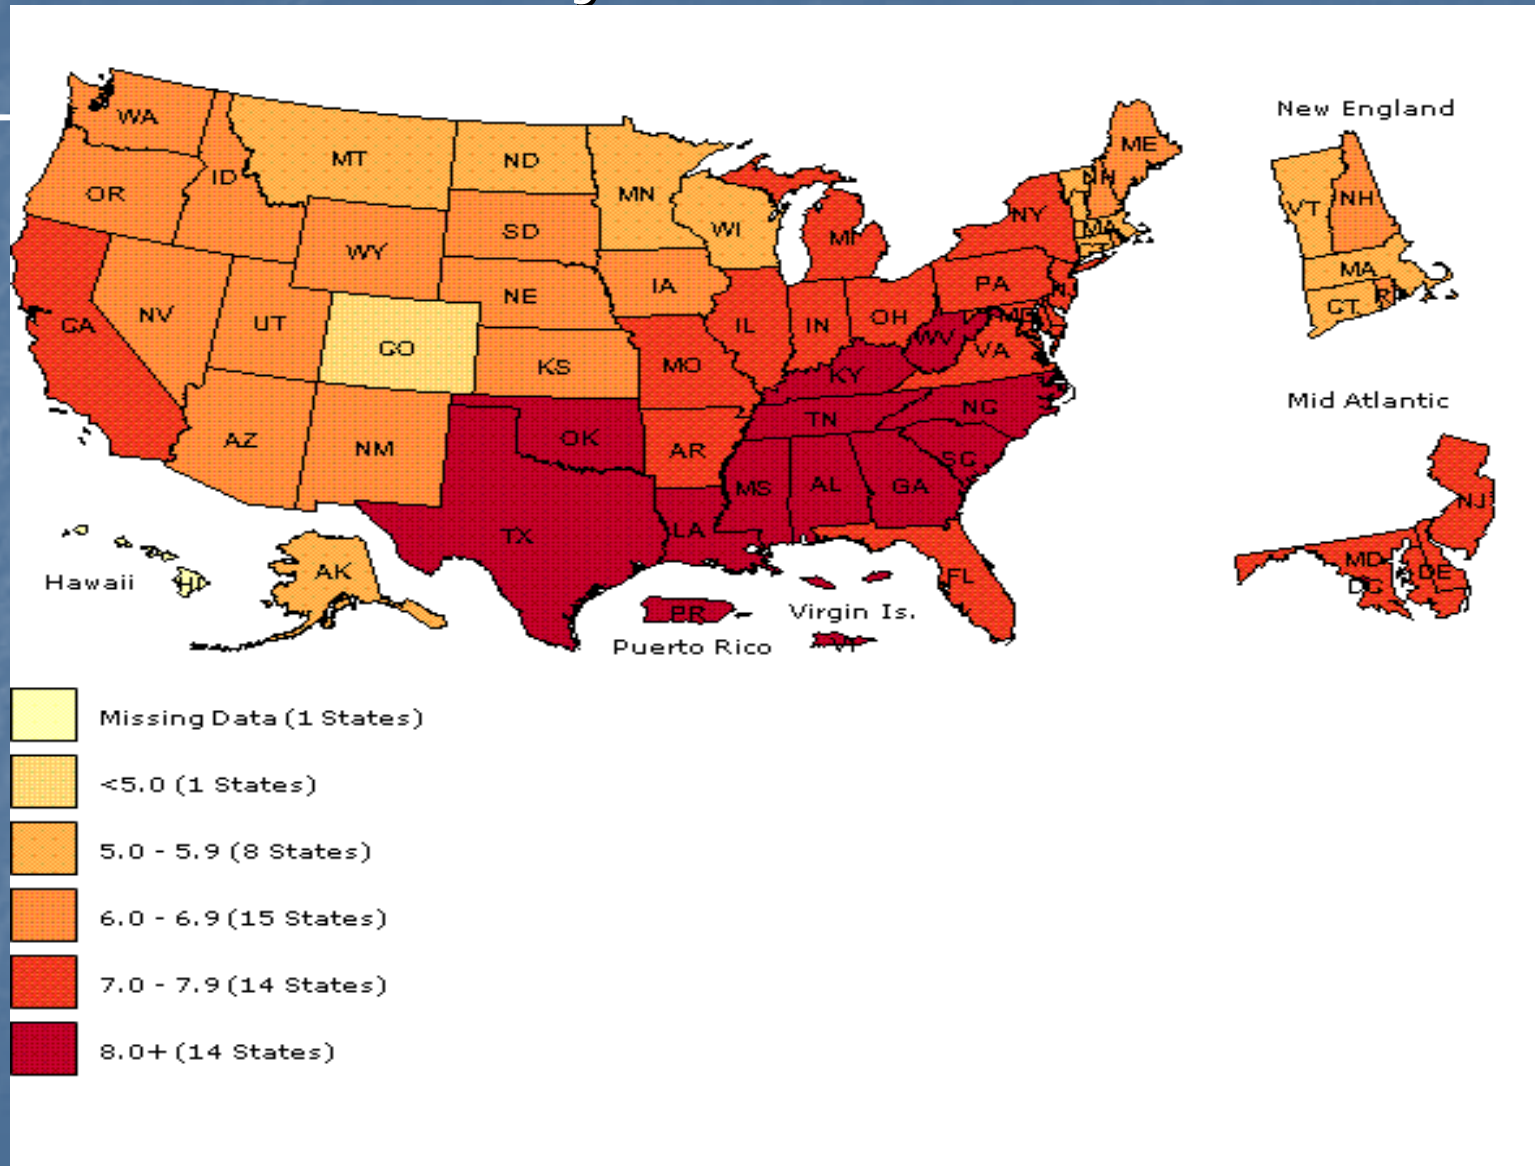 New England
WA
ME
MT
ND
NH
ID
OR
MN
VT
NH
NY
SD
WI
MA
MI
WY
MA
IA
PA
NE
NJ
CT
RI
NV
UT
IL
IN
OH
MD
CA
WV
CO
VA
KS
MO
KY
Mid Atlantic
NC
TN
AZ
OK
NM
AR
SC
MS
AL
GA
NJ
LA
TX
MD
AK
FL
DE
Hawaii
HI
DC
PR
Virgin Is.
Puerto Rico
VI
Missing Data (1 States)
<5.0 (1 States)
5.0 - 5.9 (8 States)
6.0 - 6.9 (15 States)
7.0 - 7.9 (14 States)
8.0+ (14 States)